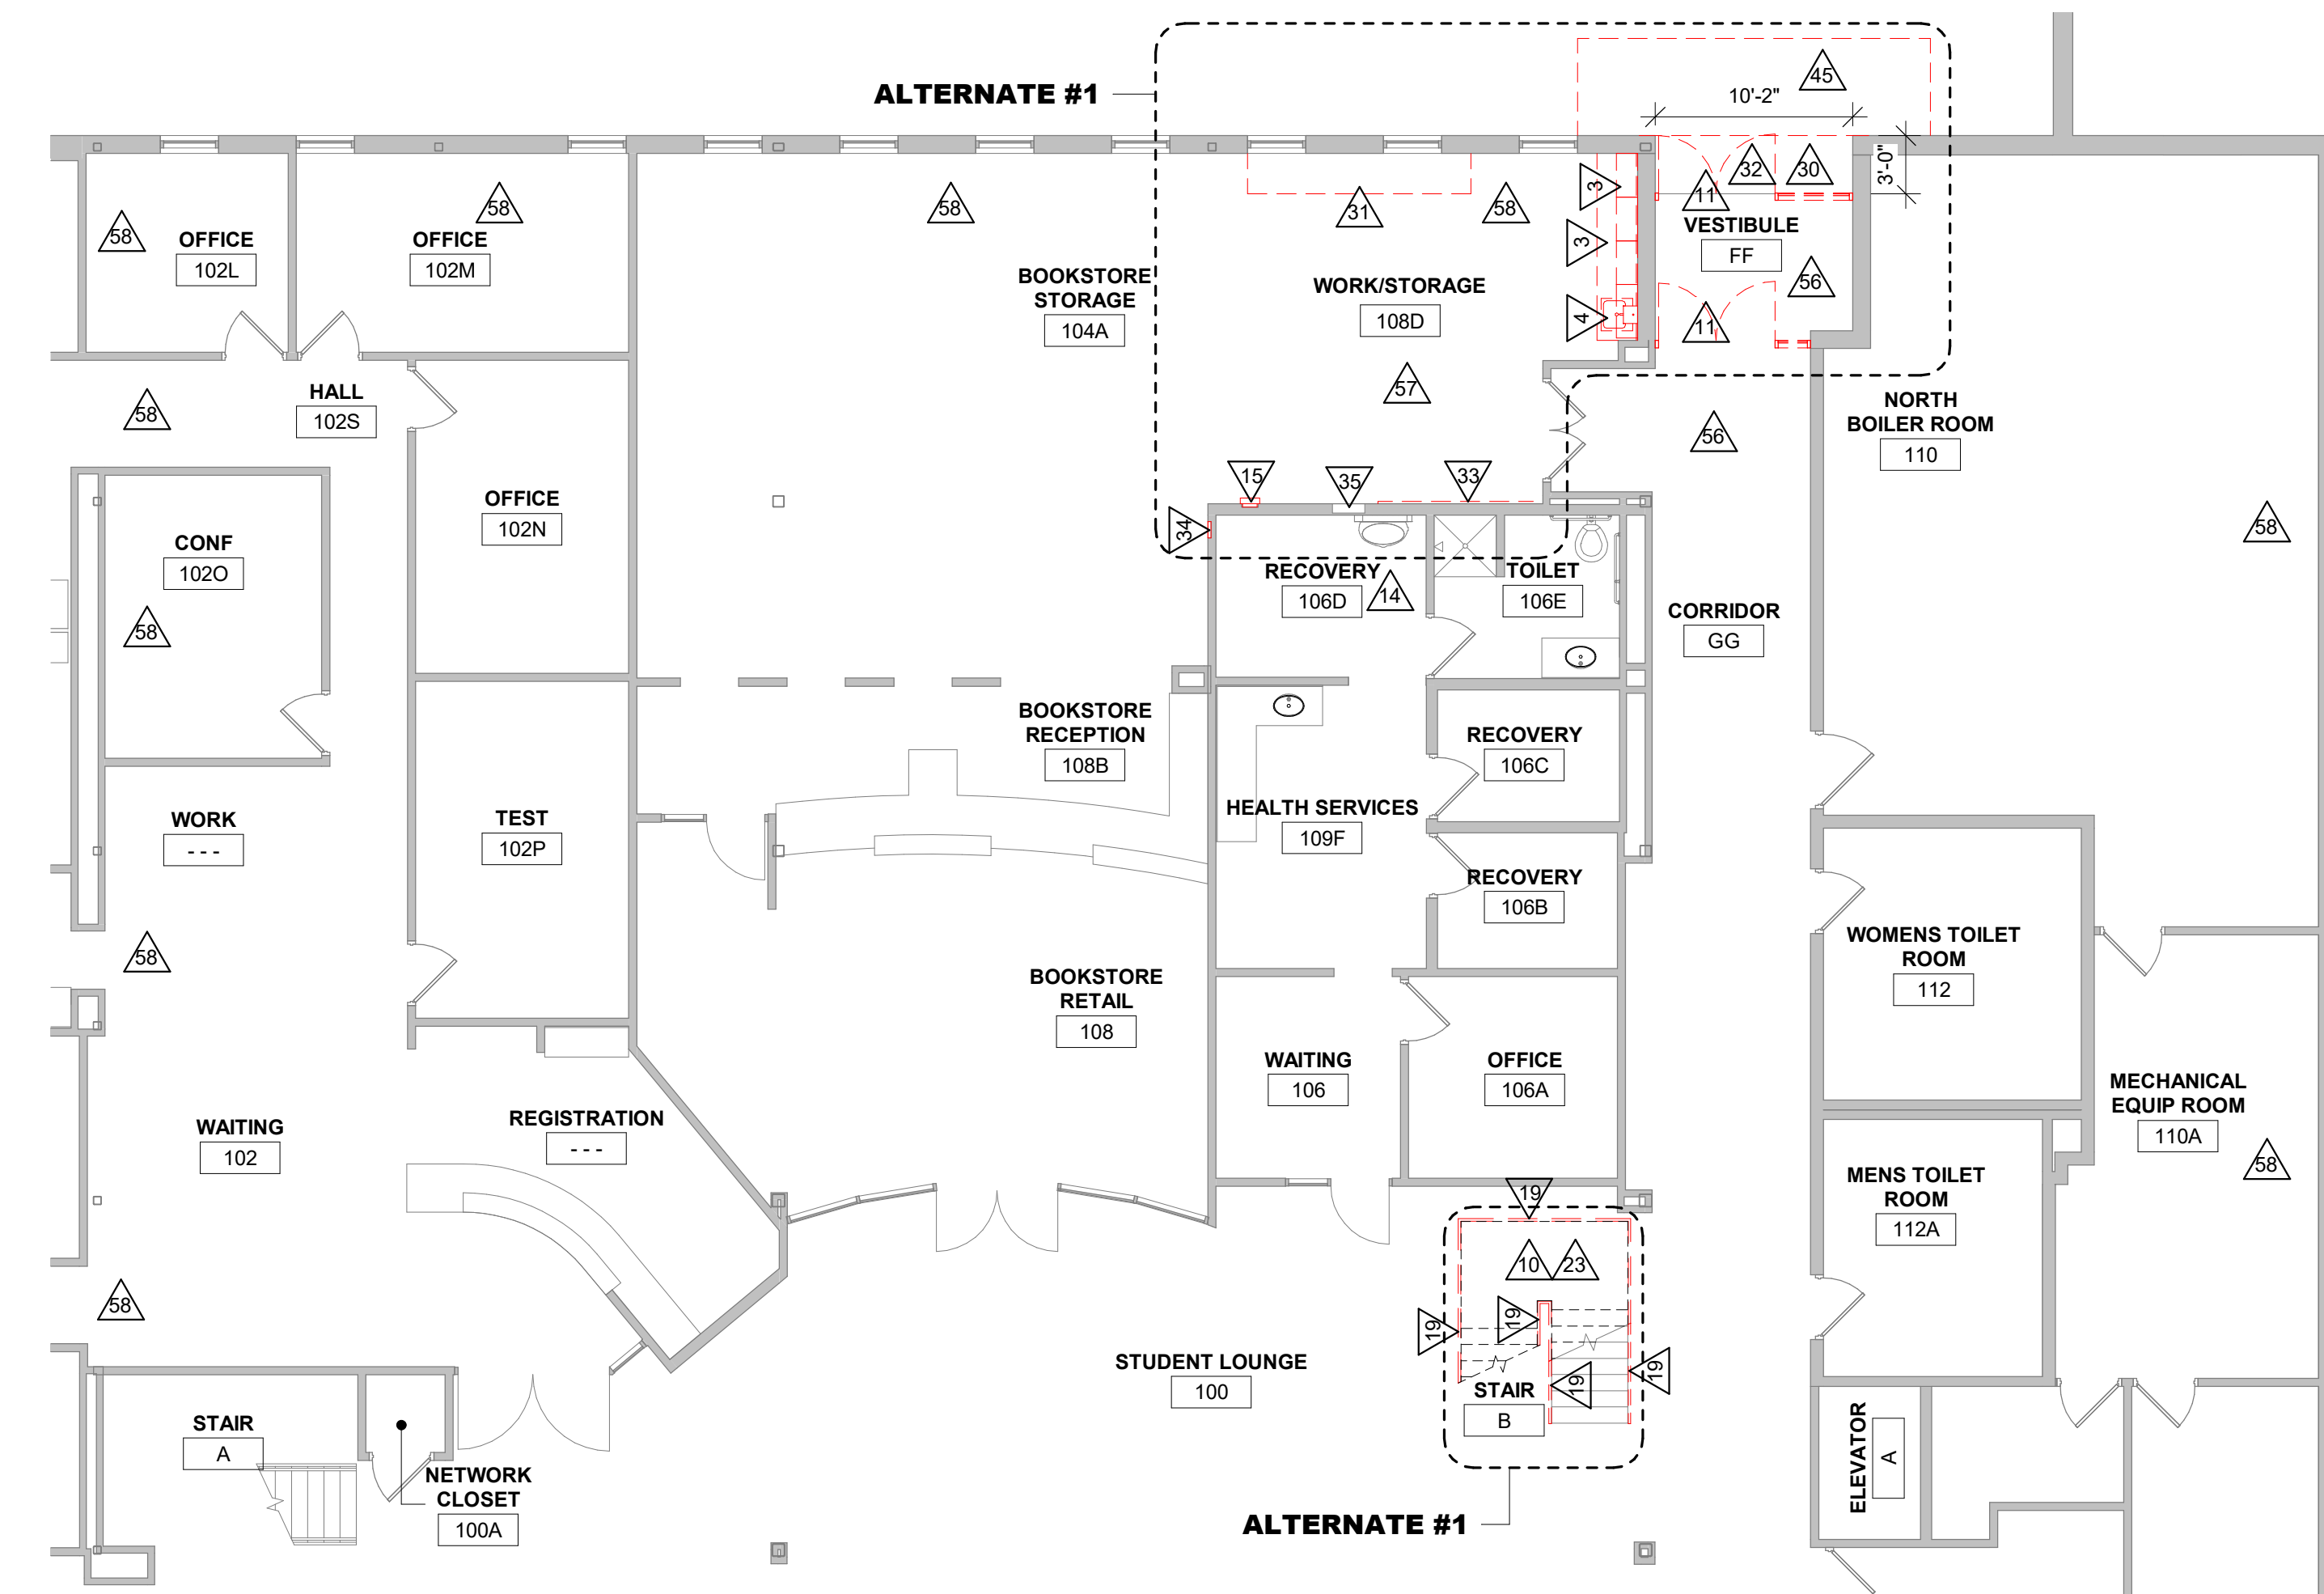 ALTERNATE #1
45
10'-2"
3'-0"
32
30
11
VESTIBULE
FF
56
11
3
3
4
31
58
58
58
58
OFFICE
102L
OFFICE
102M
BOOKSTORE
STORAGE
104A
WORK/STORAGE
108D
57
58
HALL
102S
NORTH
BOILER ROOM
110
56
15
35
33
34
58
OFFICE
102N
CONF
102O
58
RECOVERY
106D
14
TOILET
106E
CORRIDOR
GG
BOOKSTORE
RECEPTION
108B
RECOVERY
106C
HEALTH SERVICES
109F
WORK
- - -
TEST
102P
RECOVERY
106B
58
WOMENS TOILET
ROOM
112
BOOKSTORE
RETAIL
108
WAITING
106
OFFICE
106A
MECHANICAL
EQUIP ROOM
110A
58
WAITING
102
REGISTRATION
- - -
MENS TOILET
ROOM
112A
19
10
23
58
19
19
19
19
STUDENT LOUNGE
100
STAIR
B
STAIR
A
NETWORK
CLOSET
100A
ELEVATOR
A
ALTERNATE #1